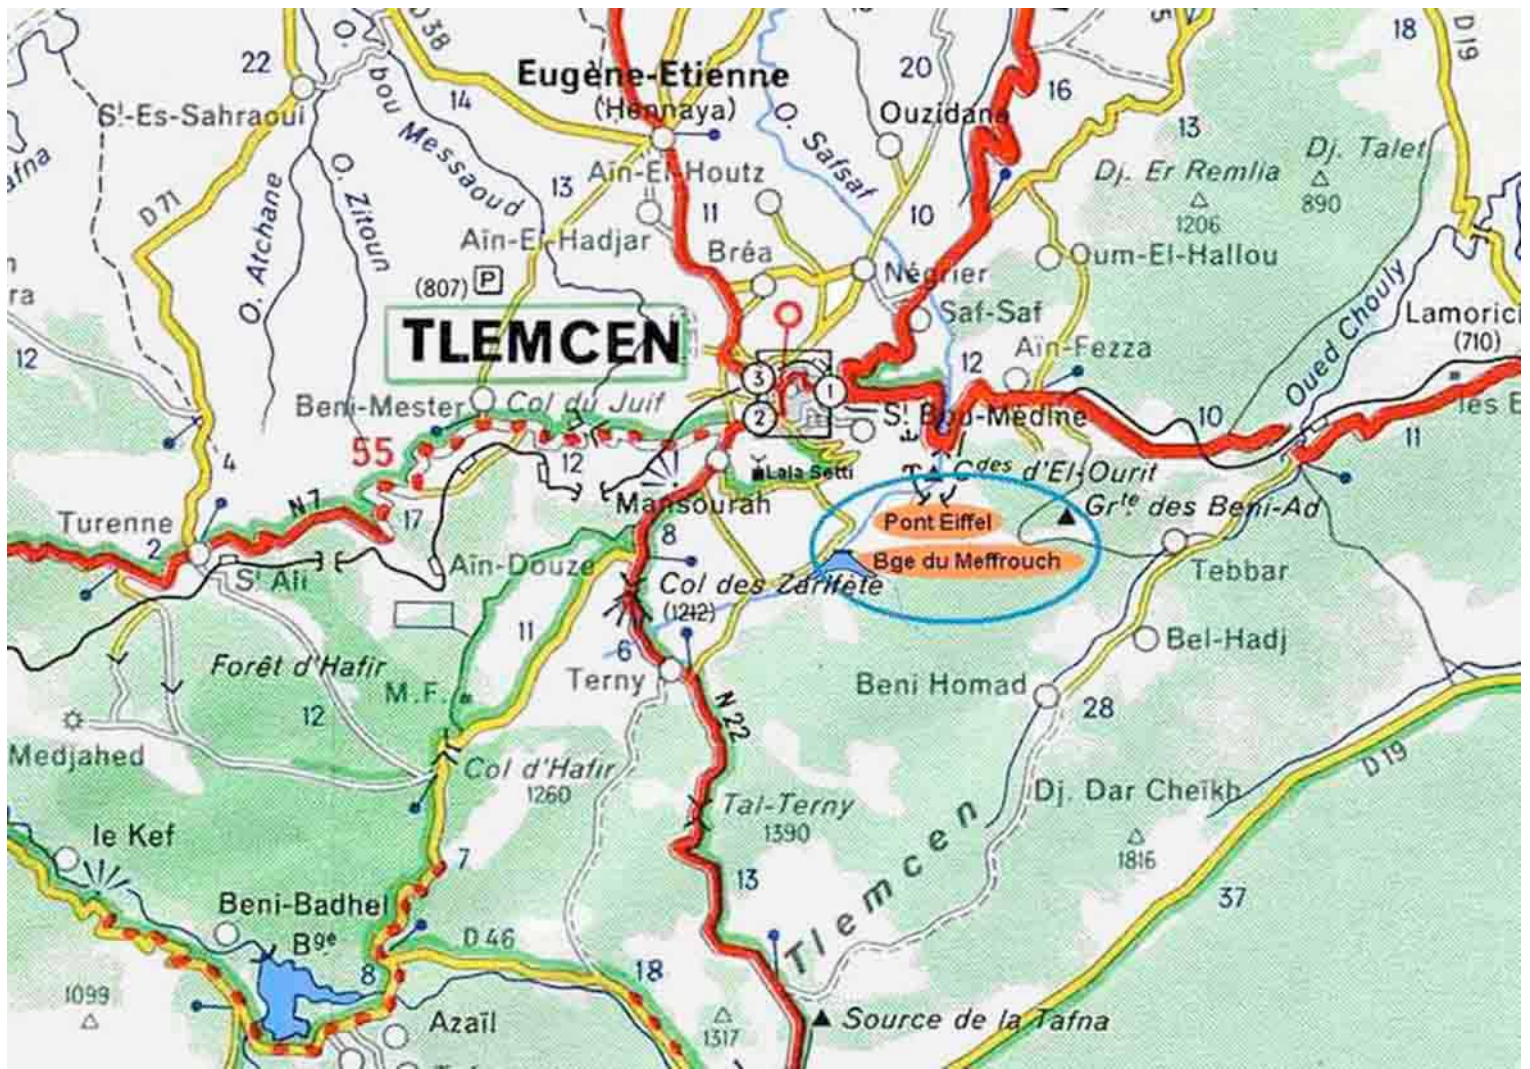 18
D 19
D 38
20
16
22
14
Eugène-Etienne
(Hennaya)
O. bou Messaoud
Ouzidana
13
St-Es-Sahraoui
O. Safsaf
Dj. Talet
890
Dj. Er Remlia
1206
Aïn-El-Houtz
13
11
10
D 71
O. Atchane
O. Zitoun
Aïn-El-Hadjar
Bréa
Négrier
Oum-El-Hallou
(807) P
TLEMCEN
Saf-Saf
Aïn-Fezza
12
Oued Chouly
(710)
12
3
1
2
Beni-Mester
Col du Juif
St Bou-Medine
10
11
55
12
4
Lala Setti
Cdes d'El-Ourit
Mansourah
Grte des Beni-Ad
N 7
17
Turenne
2
8
Pont Eiffel
Bge du Meffrouch
St Ali
Aïn-Douze
Tebbar
Col des Zarifète
(1212)
11
6
Bel-Hadj
Forêt d'Hafir
12
M.F.
Terny
N 22
Beni Homad
28
Medjahed
Col d'Hafir
1260
D 19
Tal-Terny
1390
Dj. Dar Cheïkh
1816
le Kef
7
13
Tlemcen
37
Beni-Badhel
Bge
8
D 46
18
1099
Azaïl
1317
Source de la Tafna